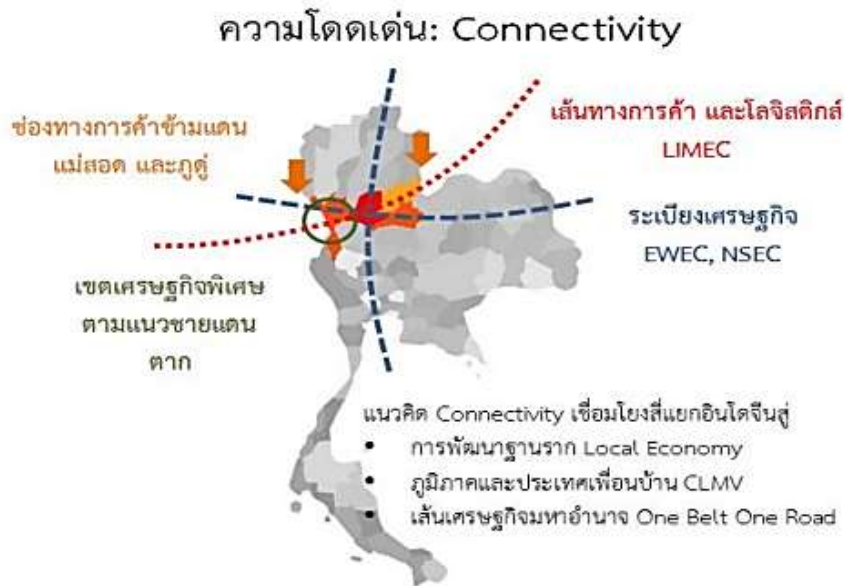 ความโดดเด่น: Connectivity
ช่องทางการค้าข้ามแดน
แม่สอด และภูดู่
เส้นทางการค้า และโลจิสติกส์
LIMEC
ระเบียงเศรษฐกิจ
EWEC, NSEC
เขตเศรษฐกิจพิเศษ
ตามแนวชายแดน
ตาก
แนวคิด Connectivity เชื่อมโยงสี่แยกอินโดจีนสู่
• การพัฒนาฐานราก Local Economy
• ภูมิภาคและประเทศเพื่อนบ้าน CLMV
• เส้นเศรษฐกิจมหาอำนาจ One Belt One Road